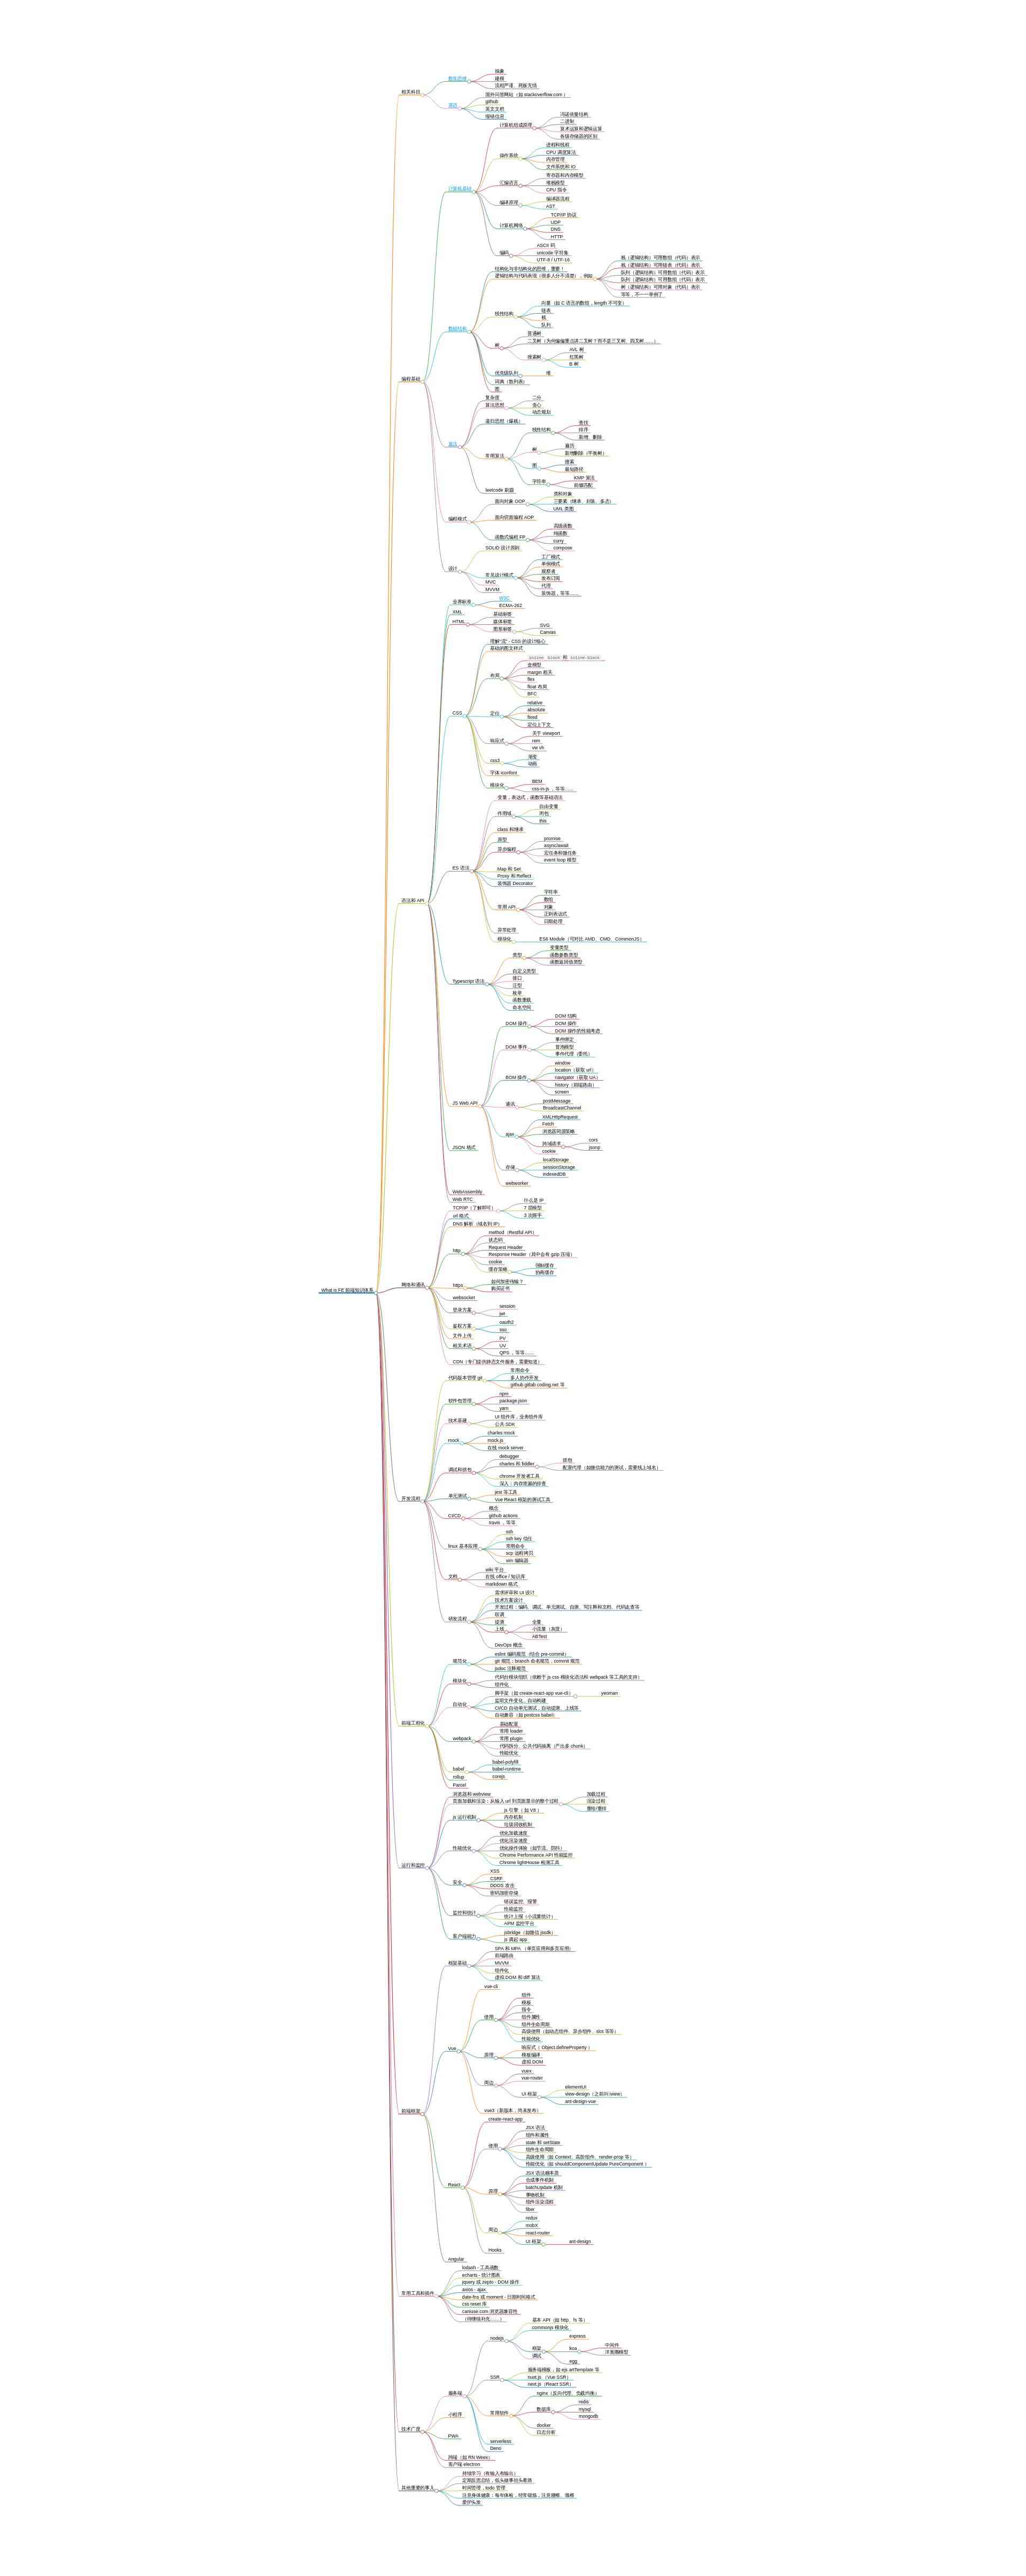 相关科目
数张思维
抽象
建模
流程严谨、视觉无错
英语
国外问答网站（如 stackoverflow.com ）
github
英文文档
报错信息
编程基础
计算机基础
计算机组成原理
冯诺依曼结构
二进制
算术运算和逻辑运算
各级存储器的区别
操作系统
进程和线程
CPU 调度算法
内存管理
文件系统和 IO
汇编语言
寄存器和内存模型
堆栈模型
CPU 指令
编译原理
编译器流程
AST
计算机网络
TCP/IP 协议
UDP
DNS
HTTP
编码
ASCII 码
unicode 字符集
UTF-8 / UTF-16
数据结构
结构化与非结构化的思维，重要！
逻辑结构与代码表现（很多人分不清楚），例如
栈（逻辑结构）可用数组（代码）表示
栈（逻辑结构）可用链表（代码）表示
队列（逻辑结构）可用数组（代码）表示
队列（逻辑结构）可用数组（代码）表示
树（逻辑结构）可用对象（代码）表示
等等，不一一举例了
线性结构
向量（如 C 语言的数组，length 不可变）
链表
栈
队列
树
普通树
二叉树（为何偏偏重点讲二叉树？而不是三叉树、四叉树……）
搜索树
AVL 树
红黑树
B 树
优先级队列
堆
词典（散列表）
图
算法
复杂度
算法思想
二分
贪心
动态规划
递归思想（爆栈）
常用算法
线性结构
查找
排序
新增　删除
树
遍历
新增删除（平衡树）
图
搜索
最短路径
字符串
KMP 算法
前缀匹配
leetcode 刷题
编程模式
面向对象 OOP
类和对象
三要素（继承、封装、多态）
UML 类图
面向切面编程 AOP
函数式编程 FP
高级函数
纯函数
curry
compose
设计
SOLID 设计原则
常见设计模式
工厂模式
单例模式
观察者
发布订阅
代理
装饰器，等等……
MVC
MVVM
语法和 API
业界标准
W3C
ECMA-262
XML
HTML
基础标签
媒体标签
图形标签
SVG
Canvas
CSS
理解“流” - CSS 的设计核心
基础的图文样式
布局
inline block 和 inline-block
盒模型
margin 相关
flex
float 布局
BFC
定位
relative
absolute
fixed
定位上下文
响应式
关于 viewport
rem
vw vh
css3
渐变
动画
字体 iconfont
模块化
BEM
css-in-js ，等等……
ES 语法
变量，表达式，函数等基础语法
作用域
自由变量
闭包
this
class 和继承
原型
异步编程
promise
async/await
宏任务和微任务
event loop 模型
Map 和 Set
Proxy 和 Reflect
装饰器 Decorator
常用 API
字符串
数组
对象
正则表达式
日期处理
异常处理
模块化
ES6 Module（可对比 AMD、CMD、CommonJS）
Typescript 语法
类型
变量类型
函数参数类型
函数返回值类型
自定义类型
接口
泛型
枚举
函数重载
命名空间
JS Web API
DOM 操作
DOM 结构
DOM 操作
DOM 操作的性能考虑
DOM 事件
事件绑定
冒泡模型
事件代理（委托）
BOM 操作
window
location（获取 url）
navigator（获取 UA）
history（前端路由）
screen
通讯
postMessage
BroadcastChannel
ajax
XMLHttpRequest
Fetch
浏览器同源策略
跨域请求
cors
jsonp
cookie
存储
localStorage
sessionStorage
indexedDB
webworker
JSON 格式
WebAssembly
Web RTC
What is FE 前端知识体系
网络和通讯
TCP/IP（了解即可）
什么是 IP
7 层模型
3 次握手
url 格式
DNS 解析（域名到 IP）
http
method（Restful API）
状态码
Request Header
Response Header（其中会有 gzip 压缩）
cookie
缓存策略
强制缓存
协商缓存
https
如何加密传输？
购买证书
websocket
登录方案
session
jwt
鉴权方案
oauth2
sso
文件上传
相关术语
PV
UV
QPS ，等等……
CDN（专门提供静态文件服务，需要知道）
开发流程
代码版本管理 git
常用命令
多人协作开发
github gitlab coding.net 等
软件包管理
npm
package.json
yarn
技术基建
UI 组件库，业务组件库
公共 SDK
mock
charles mock
mock.js
在线 mock server
调试和抓包
debugger
charles 和 fiddler
抓包
配置代理（如微信能力的测试，需要线上域名）
chrome 开发者工具
深入：内存泄漏的排查
单元测试
jest 等工具
Vue React 框架的测试工具
CI/CD
概念
github actions
travis ，等等
linux 基本应用
ssh
ssh key 信任
常用命令
scp 远程拷贝
vim 编辑器
文档
wiki 平台
在线 office / 知识库
markdown 格式
研发流程
需求评审和 UI 设计
技术方案设计
开发过程：编码、调试、单元测试、自测、写注释和文档、代码走查等
联调
提测
上线
全量
小流量（灰度）
ABTest
DevOps 概念
前端工程化
规范化
eslint 编码规范（结合 pre-commit）
git 规范：branch 命名规范，commit 规范
jsdoc 注释规范
模块化
代码分模块组织（依赖于 js css 模块化语法和 webpack 等工具的支持）
组件化
自动化
脚手架（如 create-react-app vue-cli）
yeoman
监听文件变化，自动构建
CI/CD 自动单元测试，自动提测、上线等
自动兼容（如 postcss babel）
webpack
基础配置
常用 loader
常用 plugin
代码拆分、公共代码抽离（产出多 chunk）
性能优化
babel
babel-polyfill
babel-runtime
corejs
rollup
Parcel
运行和监控
浏览器和 webview
页面加载和渲染：从输入 url 到页面显示的整个过程
加载过程
渲染过程
重绘/重排
js 运行机制
js 引擎（ 如 V8 ）
内存机制
垃圾回收机制
性能优化
优化加载速度
优化渲染速度
优化操作体验（如节流、防抖）
Chrome Performance API 性能监控
Chrome lightHouse 检测工具
安全
XSS
CSRF
DDOS 攻击
密码加密存储
监控和统计
错误监控、报警
性能监控
统计上报（小流量统计）
APM 监控平台
客户端能力
jsbridge（如微信 jssdk）
js 调起 app
前端框架
框架基础
SPA 和 MPA （单页应用和多页应用）
前端路由
MVVM
组件化
虚拟 DOM 和 diff 算法
Vue
vue-cli
使用
组件
模板
指令
组件属性
组件生命周期
高级使用（如动态组件、异步组件、slot 等等）
性能优化
原理
响应式（ Object.defineProperty ）
模板编译
虚拟 DOM
周边
vuex
vue-router
UI 框架
elementUI
view-design（之前叫 iview）
ant-design-vue
vue3（新版本，尚未发布）
React
create-react-app
使用
JSX 语法
组件和属性
state 和 setState
组件生命周期
高级使用（如 Context、高阶组件、render-prop 等）
性能优化（如 shouldComponentUpdate PureComponent ）
原理
JSX 语法糖本质
合成事件机制
batchUpdate 机制
事物机制
组件渲染流程
fiber
周边
redux
mobX
react-router
UI 框架
ant-design
Hooks
Angular
常用工具和插件
lodash - 工具函数
echarts - 统计图表
jquery 或 zepto - DOM 操作
axios - ajax
date-fns 或 moment - 日期时间格式
css reset 库
caniuse.com 浏览器兼容性
（待继续补充……）
技术广度
服务端
nodejs
基本 API（如 http、fs 等）
commonjs 模块化
框架
express
koa
中间件
洋葱圈模型
egg
调试
SSR
服务端模板，如 ejs artTemplate 等
nuxt.js （Vue SSR）
next.js （React SSR）
常用软件
nginx（反向代理、负载均衡）
数据库
redis
mysql
mongodb
docker
日志分析
serverless
Deno
小程序
PWA
跨端（如 RN Weex）
客户端 electron
其他重要的事儿
持续学习（有输入有输出）
定期反思总结，低头做事抬头看路
时间管理，todo 管理
注意身体健康：每年体检，经常锻炼，注意腰椎、颈椎
爱护头发